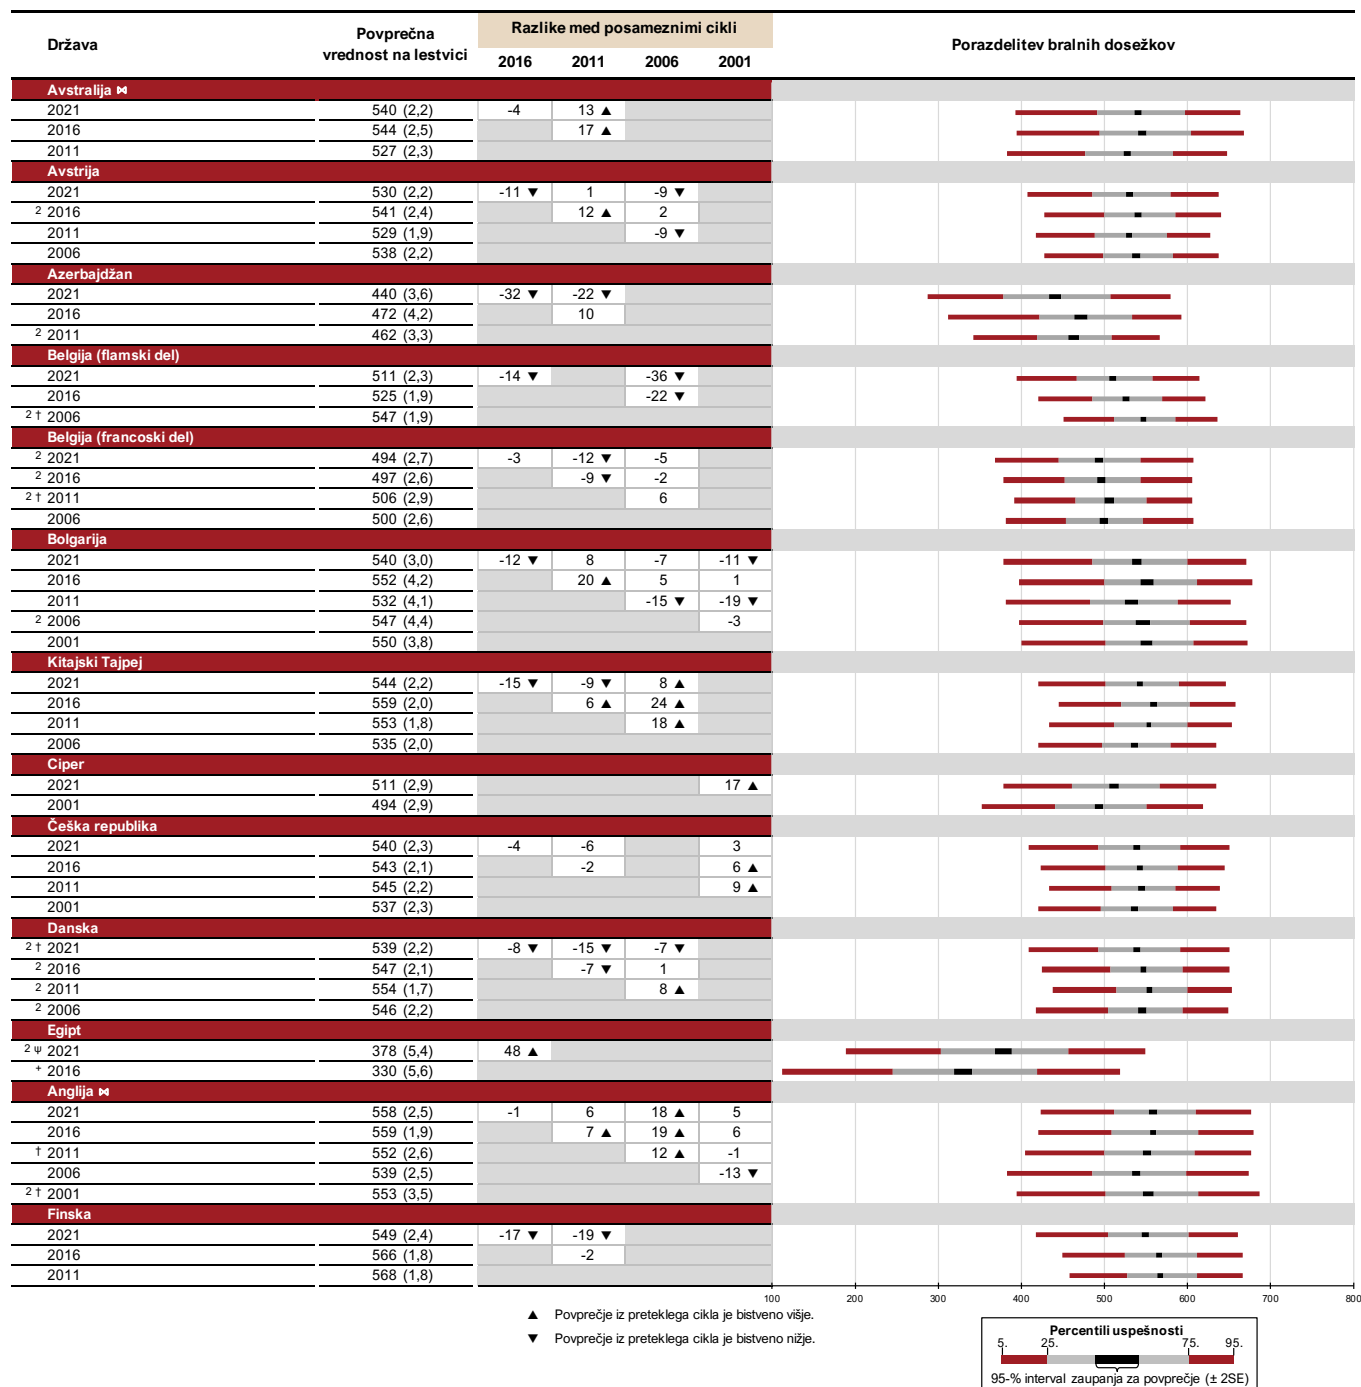 Država Povprečna vrednost na lestvici Razlike med posameznimi cikli Porazdelitev bralnih dosežkov
2016 2011 2006 2001
Avstralija ⋈
2021 540 (2,2) -4 13 ▲
2016 544 (2,5) 17 ▲
2011 527 (2,3)
Avstrija
2021 530 (2,2) -11 ▼ 1 -9 ▼
2 2016 541 (2,4) 12 ▲ 2
2011 529 (1,9) -9 ▼
2006 538 (2,2)
Azerbajdžan
2021 440 (3,6) -32 ▼ -22 ▼
2016 472 (4,2) 10
2 2011 462 (3,3)
Belgija (flamski del)
2021 511 (2,3) -14 ▼ -36 ▼
2016 525 (1,9) -22 ▼
2 † 2006 547 (1,9)
Belgija (francoski del)
2 2021 494 (2,7) -3 -12 ▼ -5
2 2016 497 (2,6) -9 ▼ -2
2 † 2011 506 (2,9) 6
2006 500 (2,6)
Bolgarija
2021 540 (3,0) -12 ▼ 8 -7 -11 ▼
2016 552 (4,2) 20 ▲ 5 1
2011 532 (4,1) -15 ▼ -19 ▼
2 2006 547 (4,4) -3
2001 550 (3,8)
Kitajski Tajpej
2021 544 (2,2) -15 ▼ -9 ▼ 8 ▲
2016 559 (2,0) 6 ▲ 24 ▲
2011 553 (1,8) 18 ▲
2006 535 (2,0)
Ciper
2021 511 (2,9) 17 ▲
2001 494 (2,9)
Češka republika
2021 540 (2,3) -4 -6 3
2016 543 (2,1) -2 6 ▲
2011 545 (2,2) 9 ▲
2001 537 (2,3)
Danska
2 † 2021 539 (2,2) -8 ▼ -15 ▼ -7 ▼
2 2016 547 (2,1) -7 ▼ 1
2 2011 554 (1,7) 8 ▲
2 2006 546 (2,2)
Egipt
2 ψ 2021 378 (5,4) 48 ▲
+ 2016 330 (5,6)
Anglija ⋈
2021 558 (2,5) -1 6 18 ▲ 5
2016 559 (1,9) 7 ▲ 19 ▲ 6
† 2011 552 (2,6) 12 ▲ -1
2006 539 (2,5) -13 ▼
2 † 2001 553 (3,5)
Finska
2021 549 (2,4) -17 ▼ -19 ▼
2016 566 (1,8) -2
2011 568 (1,8)
100 200 300 400 500 600 700 800
▲ Povprečje iz preteklega cikla je bistveno višje.
▼ Povprečje iz preteklega cikla je bistveno nižje.
Percentili uspešnosti
5. 25. 75. 95.
95-% interval zaupanja za povprečje (± 2SE)